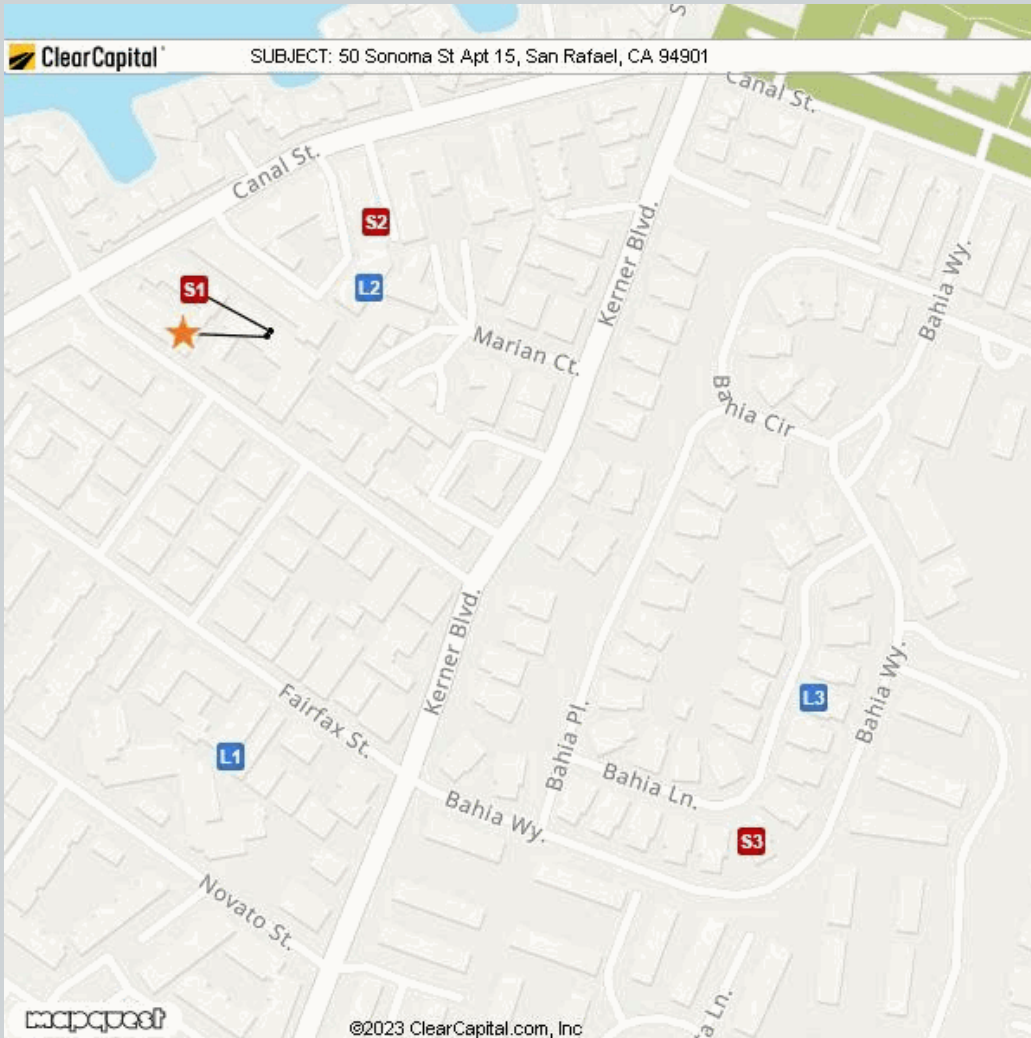 S
ClearCapital
SUBJECT: 50 Sonoma St Apt 15, San Rafael, CA 94901
Canal St.
Canal St.
S2
Kerner Blvd.
Bahia Wy.
S1
L2
Marian Ct.
Bahia Cir
Kerner Blvd.
Fairfax St.
L3
Bahia Wy.
Bahia Pl.
L1
Bahia Ln.
Bahia Wy.
S3
Novato St.
a Ln.
mapquest
©2023 ClearCapital.com, Inc